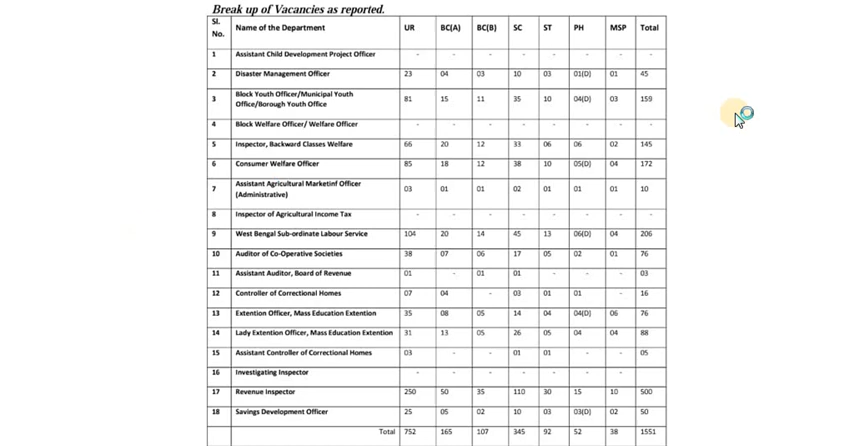 Break up of Vacancies as reported.
Sl. No. Name of the Department UR BC(A) BC(B) SC ST PH MSP Total
1 Assistant Child Development Project Officer - - - - - - - -
2 Disaster Management Officer 23 04 03 10 03 01(D) 01 45
3 Block Youth Officer/Municipal Youth Office/Borough Youth Office 81 15 11 35 10 04(D) 03 159
4 Block Welfare Officer/ Welfare Officer - - - - - - - -
5 Inspector, Backward Classes Welfare 66 20 12 33 06 06 02 145
6 Consumer Welfare Officer 85 18 12 38 10 05(D) 04 172
7 Assistant Agricultural Marketinf Officer (Administrative) 03 01 01 02 01 01 01 10
8 Inspector of Agricultural Income Tax - - - - - - - -
9 West Bengal Sub-ordinate Labour Service 104 20 14 45 13 06(D) 04 206
10 Auditor of Co-Operative Societies 38 07 06 17 05 02 01 76
11 Assistant Auditor, Board of Revenue 01 - 01 01 - - - 03
12 Controller of Correctional Homes 07 04 - 03 01 01 - 16
13 Extention Officer, Mass Education Extention 35 08 05 14 04 04(D) 06 76
14 Lady Extention Officer, Mass Education Extention 31 13 05 26 05 04 04 88
15 Assistant Controller of Correctional Homes 03 - - 01 01 - - 05
16 Investigating Inspector - - - - - - -
17 Revenue Inspector 250 50 35 110 30 15 10 500
18 Savings Development Officer 25 05 02 10 03 03(D) 02 50
Total 752 165 107 345 92 52 38 1551